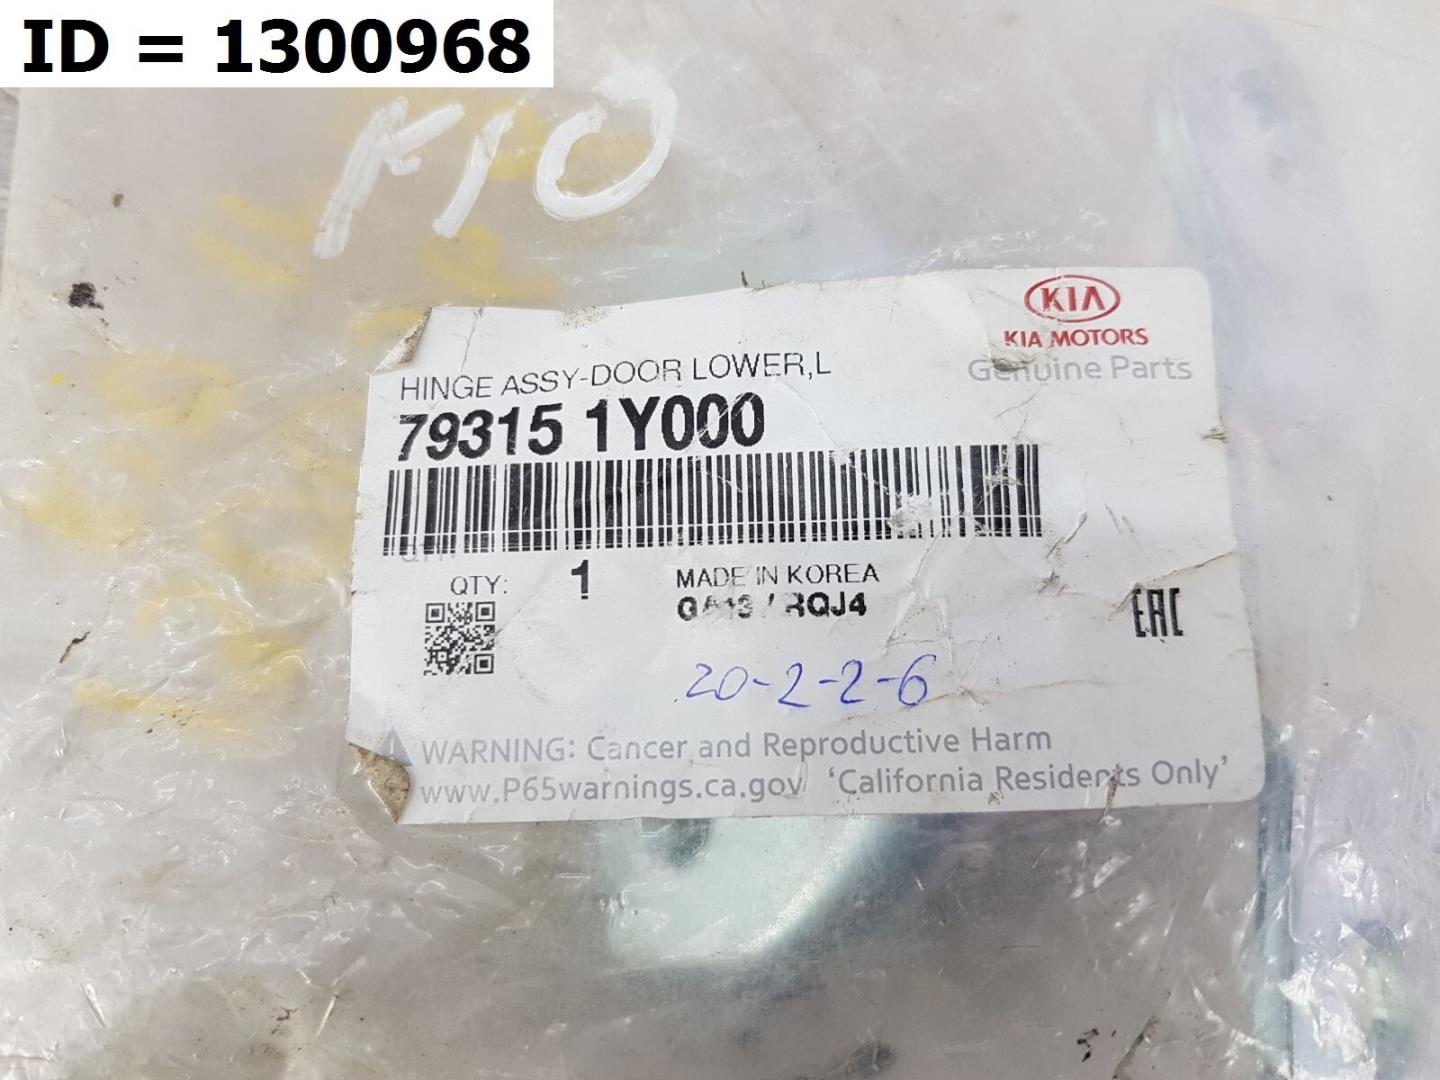 ID = 1300968
K10
KIA
KIA MOTORS
Genuine Parts
HINGE ASSY-DOOR LOWER,L
79315 1Y000
QTY: 1
MADE IN KOREA
GA13 / RQJ4
EAC
20-2-2-6
WARNING: Cancer and Reproductive Harm
www.P65warnings.ca.gov 'California Residents Only'